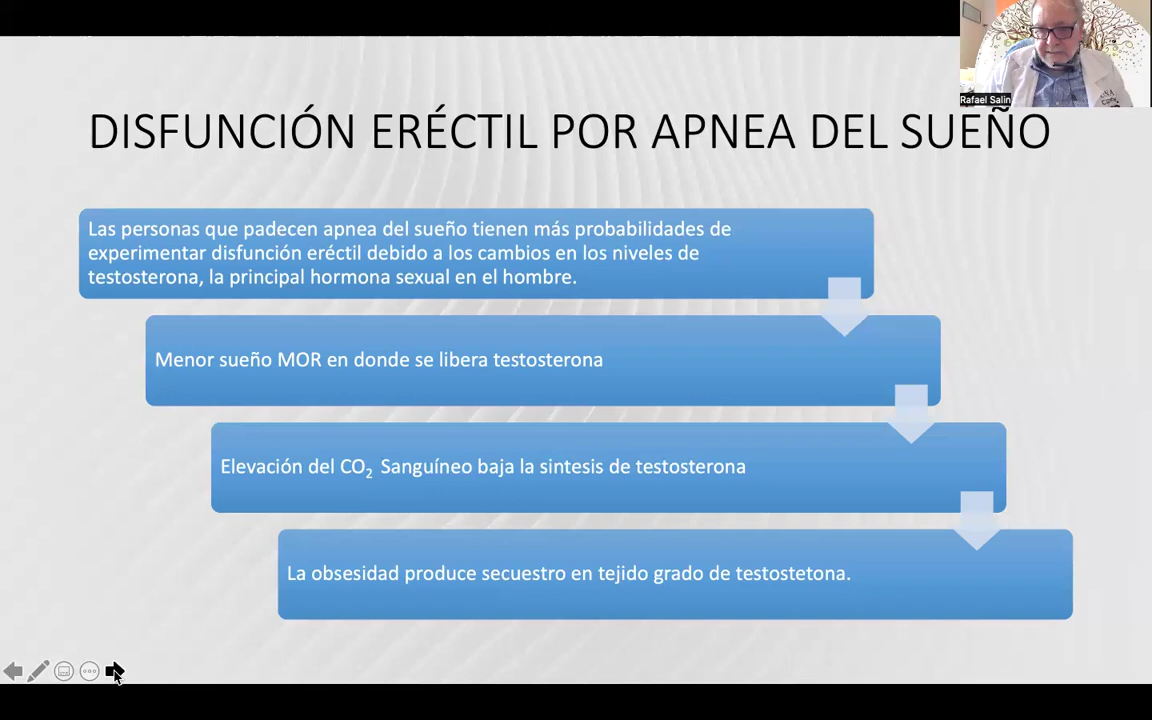 Rafael Salin
DISFUNCIÓN ERÉCTIL POR APNEA DEL SUEÑO
Las personas que padecen apnea del sueño tienen más probabilidades de
experimentar disfunción eréctil debido a los cambios en los niveles de
testosterona, la principal hormona sexual en el hombre.
Menor sueño MOR en donde se libera testosterona
Elevación del CO₂ Sanguíneo baja la sintesis de testosterona
La obsesidad produce secuestro en tejido grado de testostetona.